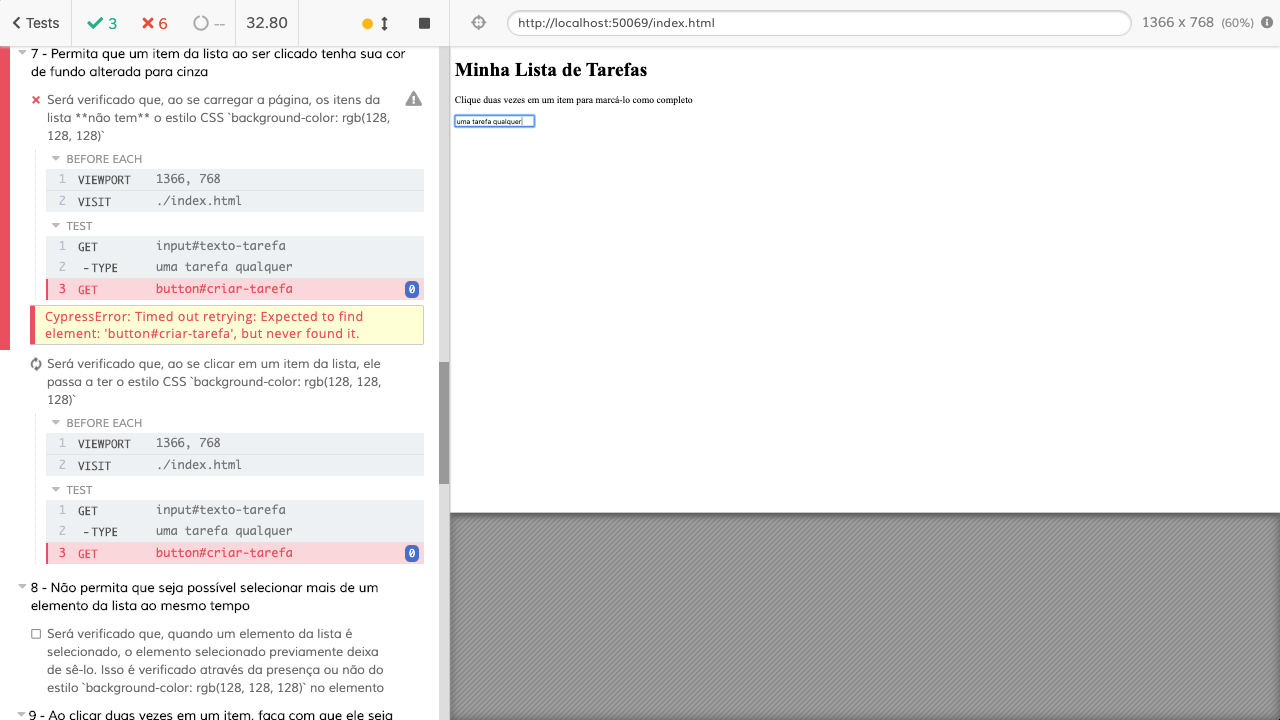 Tests 3 6 -- 32.80
http://localhost:50069/index.html 1366 x 768 (60%)
7 - Permita que um item da lista ao ser clicado tenha sua cor
de fundo alterada para cinza
Será verificado que, ao se carregar a página, os itens da
lista **não tem** o estilo CSS `background-color: rgb(128,
128, 128)`
BEFORE EACH
1 VIEWPORT 1366, 768
2 VISIT ./index.html
TEST
1 GET input#texto-tarefa
2 -TYPE uma tarefa qualquer
3 GET button#criar-tarefa 0
CypressError: Timed out retrying: Expected to find
element: 'button#criar-tarefa', but never found it.
Será verificado que, ao se clicar em um item da lista, ele
passa a ter o estilo CSS `background-color: rgb(128, 128,
128)`
BEFORE EACH
1 VIEWPORT 1366, 768
2 VISIT ./index.html
TEST
1 GET input#texto-tarefa
2 -TYPE uma tarefa qualquer
3 GET button#criar-tarefa 0
8 - Não permita que seja possível selecionar mais de um
elemento da lista ao mesmo tempo
Será verificado que, quando um elemento da lista é
selecionado, o elemento selecionado previamente deixa
de sê-lo. Isso é verificado através da presença ou não do
estilo `background-color: rgb(128, 128, 128)` no elemento
9 - Ao clicar duas vezes em um item, faça com que ele seja
Minha Lista de Tarefas
Clique duas vezes em um item para marcá-lo como completo
uma tarefa qualquer